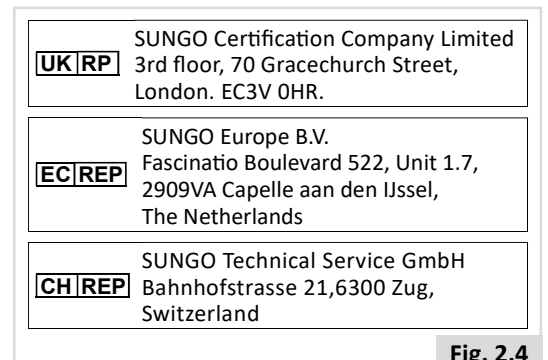 SUNGO Certification Company Limited
UK RP 3rd floor, 70 Gracechurch Street,
London. EC3V 0HR.
SUNGO Europe B.V.
Fascinatio Boulevard 522, Unit 1.7,
EC REP 2909VA Capelle aan den IJssel,
The Netherlands
SUNGO Technical Service GmbH
CH REP Bahnhofstrasse 21,6300 Zug,
Switzerland
Fig. 2.4